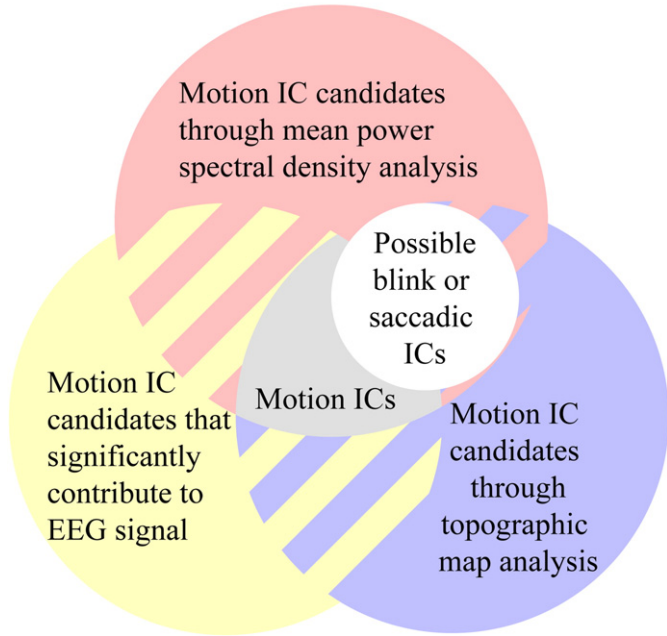 Motion IC candidates
through mean power
spectral density analysis
Possible
blink or
saccadic
ICs
Motion ICs
Motion IC
candidates that
significantly
contribute to
EEG signal
Motion IC
candidates
through
topographic
map analysis